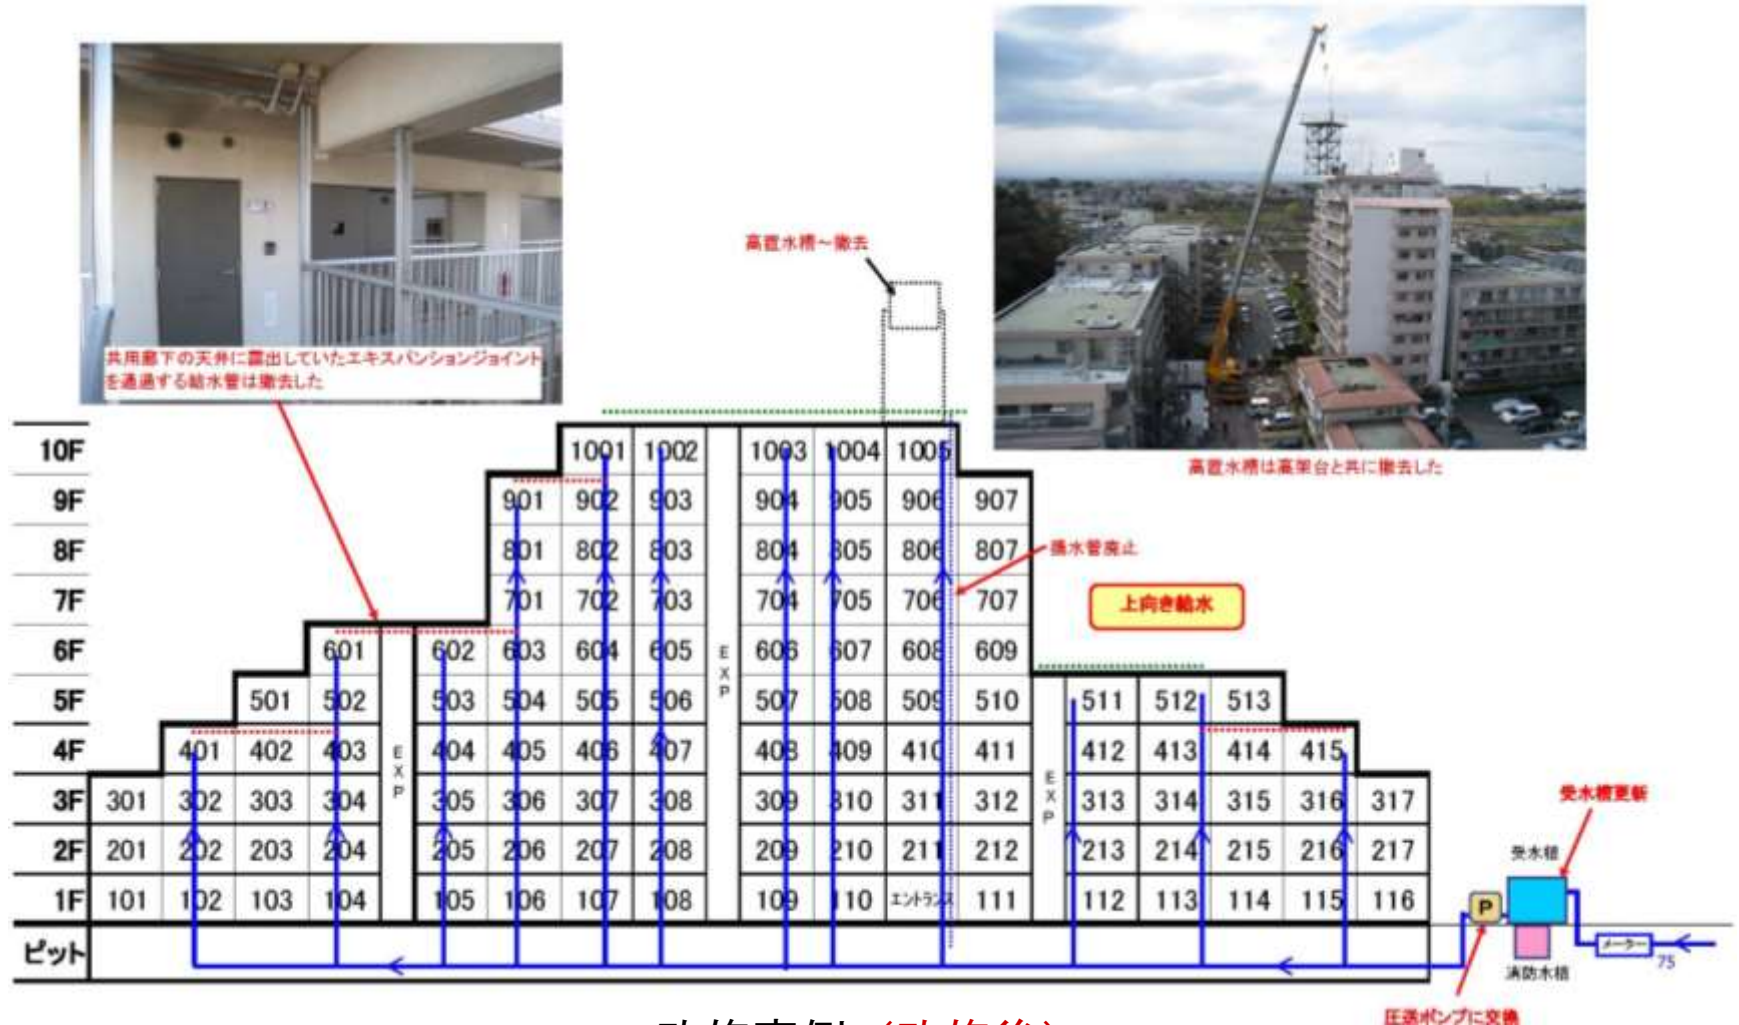 共用廊下の天井に露出していたエキスパンションジョイント
を通過する給水管は撤去した
高置水槽～撤去
高置水槽は高架台と共に撤去した
10F 1001 1002 1003 1004 1005
9F 901 902 903 904 905 906 907
8F 801 802 803 804 805 806 807
揚水管廃止
7F 701 702 703 704 705 706 707
上向き給水
6F 601 602 603 604 605 EXP 606 607 608 609
5F 501 502 503 504 505 506 507 508 509 510 511 512 513
4F 401 402 403 EXP 404 405 406 407 408 409 410 411 412 413 414 415
3F 301 302 303 304 305 306 307 308 309 310 311 312 EXP 313 314 315 316 317
受水槽更新
2F 201 202 203 204 205 206 207 208 209 210 211 212 213 214 215 216 217
受水槽
1F 101 102 103 104 105 106 107 108 109 110 エントランス 111 112 113 114 115 116
P
ピット
メーター
75
消防水槽
圧送ポンプに交換
改修事例 (改修後)